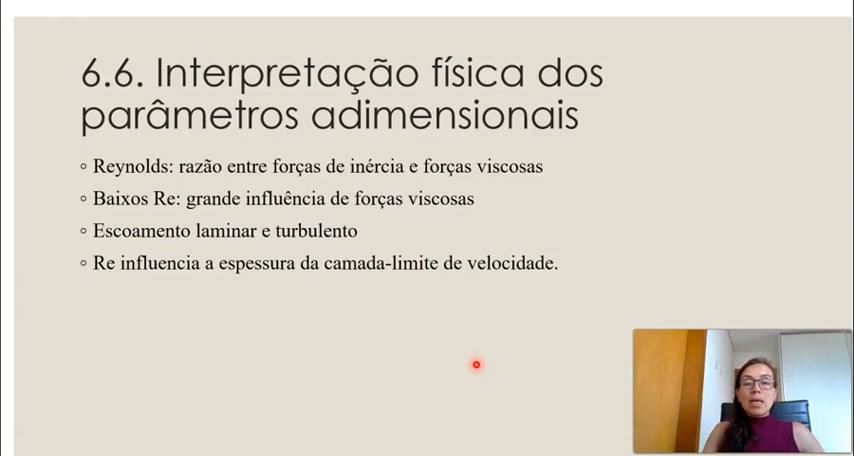 6.6. Interpretação física dos
parâmetros adimensionais
◦ Reynolds: razão entre forças de inércia e forças viscosas
◦ Baixos Re: grande influência de forças viscosas
◦ Escoamento laminar e turbulento
◦ Re influencia a espessura da camada-limite de velocidade.